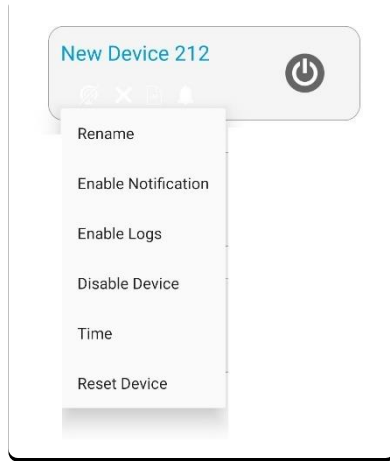 New Device 212
Rename
Enable Notification
Enable Logs
Disable Device
Time
Reset Device